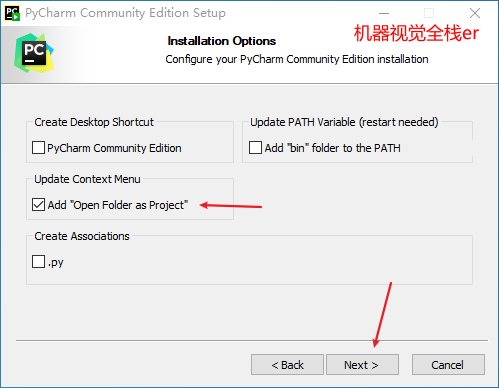 PC
PyCharm Community Edition Setup
机器视觉全栈er
PC
Installation Options
Configure your PyCharm Community Edition installation
Create Desktop Shortcut
PyCharm Community Edition
Update PATH Variable (restart needed)
Add "bin" folder to the PATH
Update Context Menu
Add "Open Folder as Project"
Create Associations
.py
< Back
Next >
Cancel